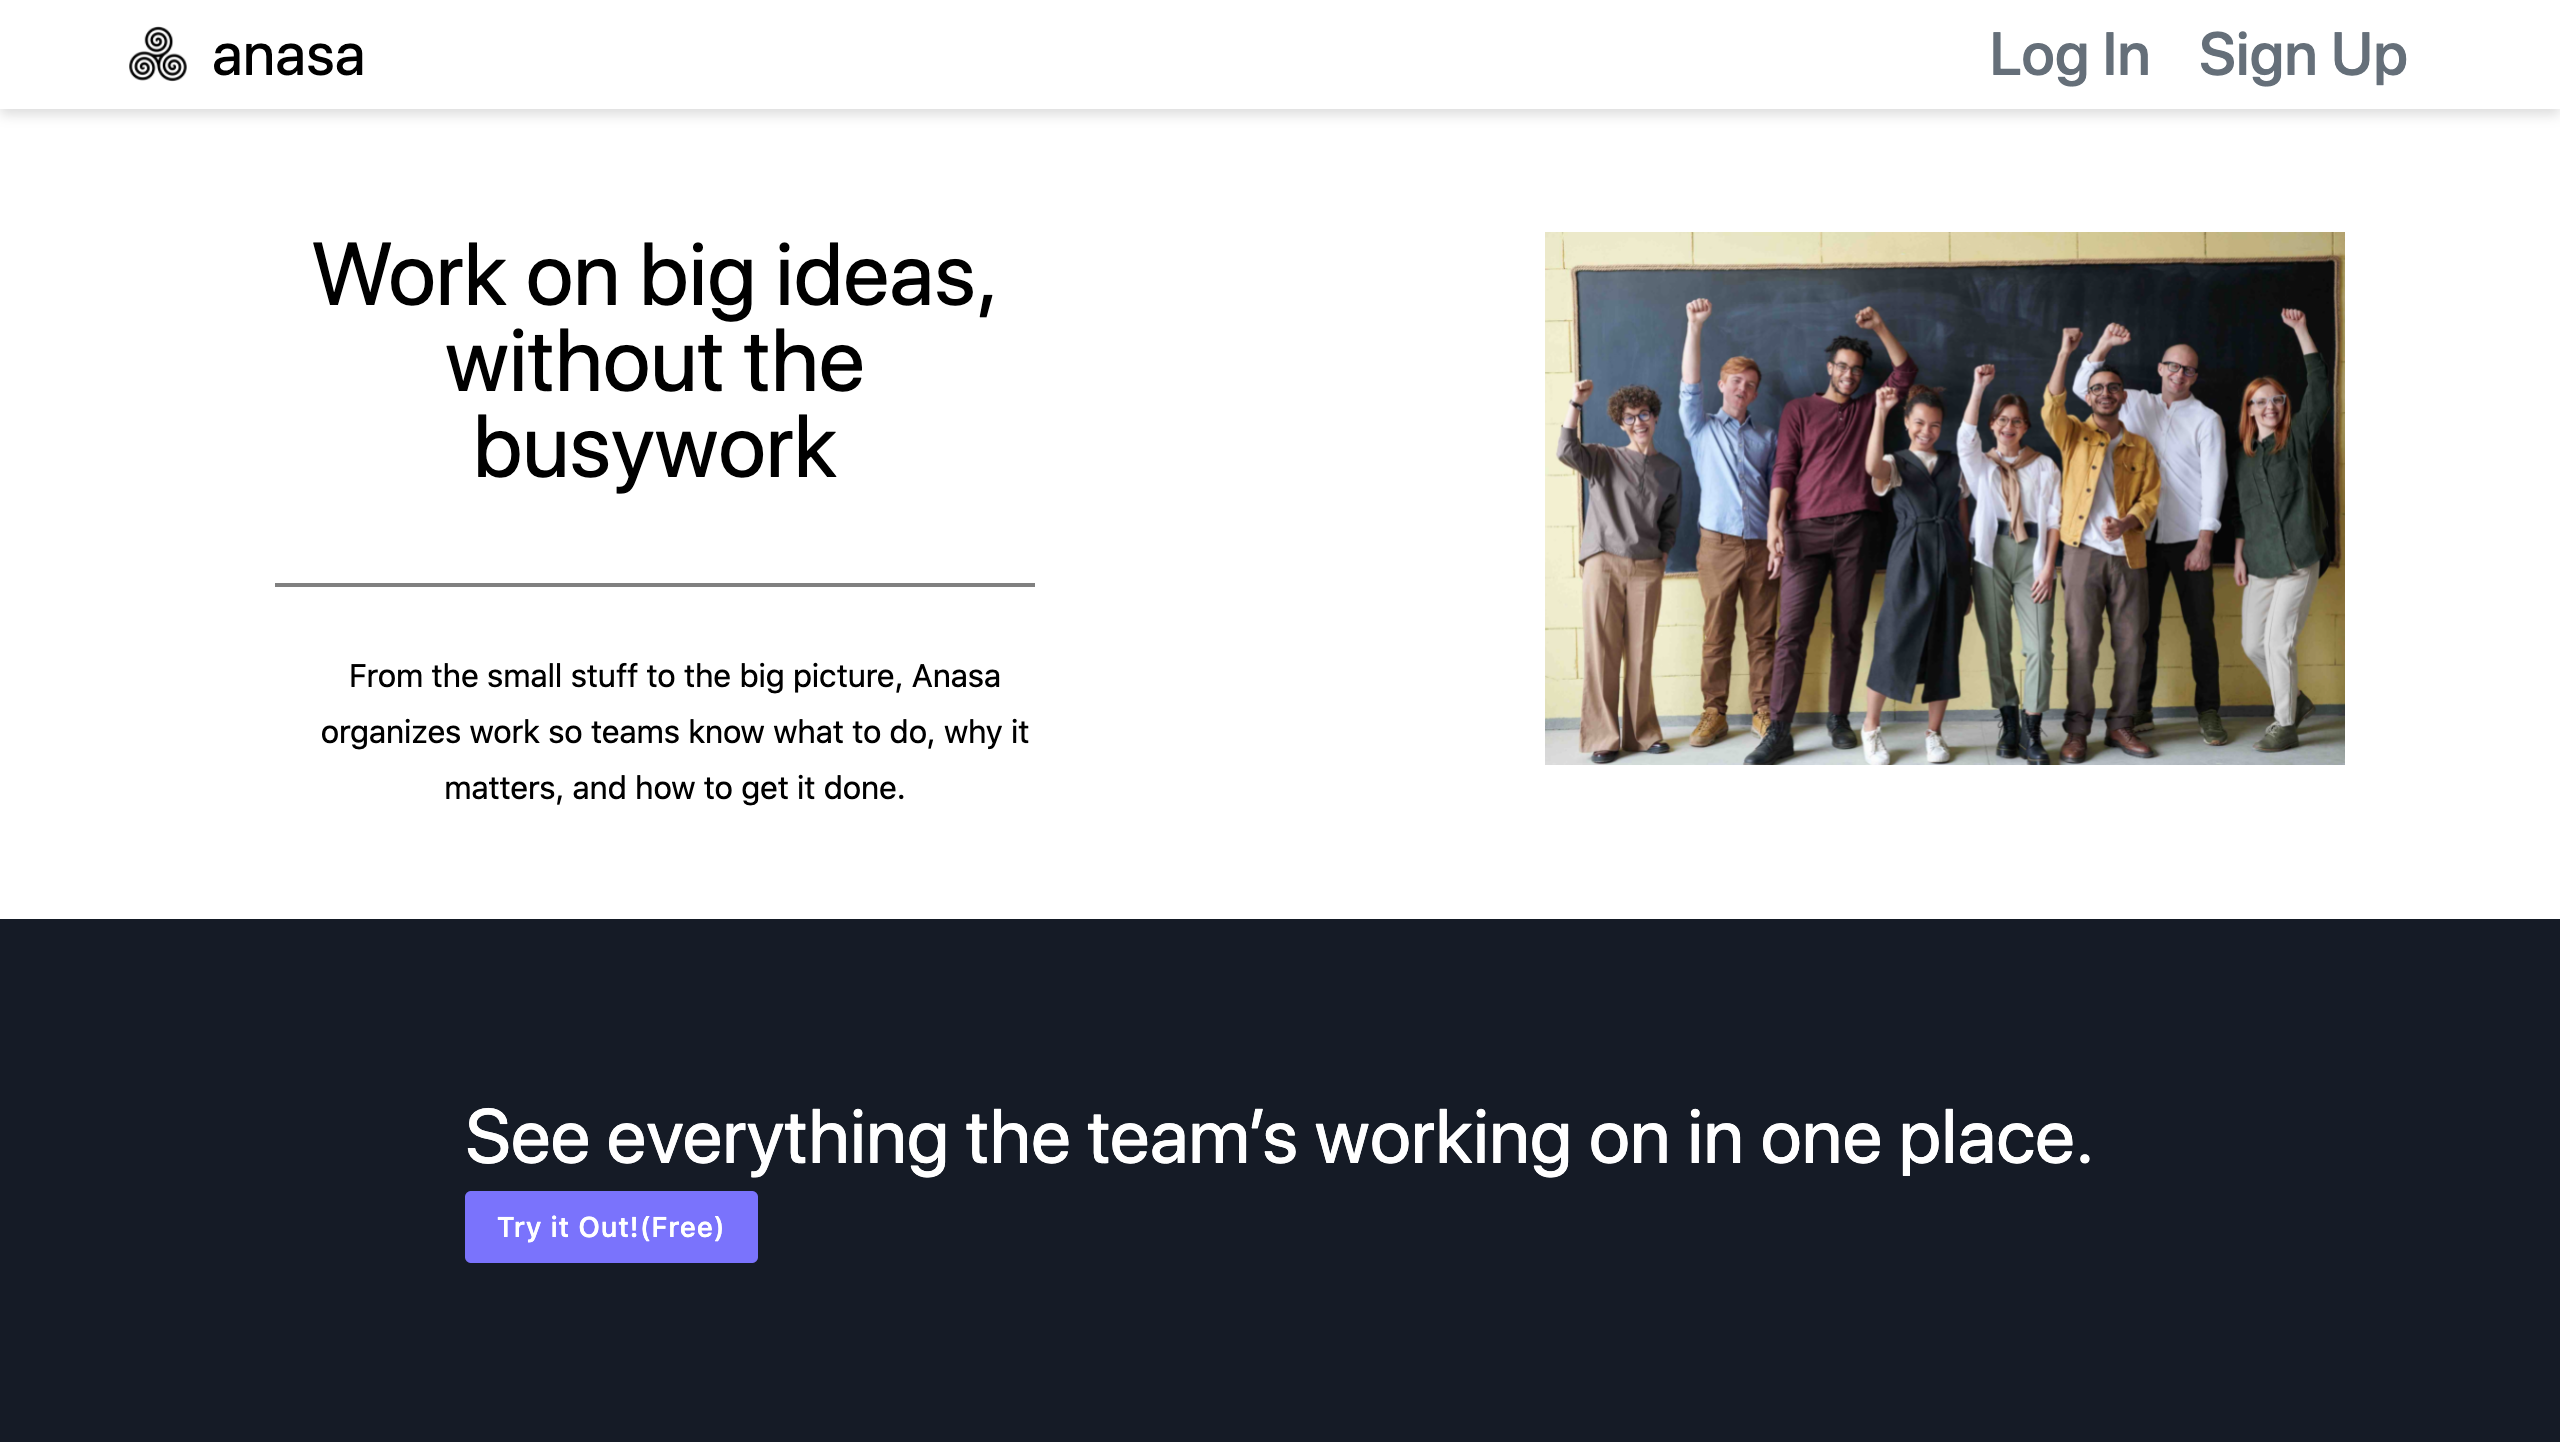 anasa
Log In
Sign Up
Work on big ideas,
without the
busywork
From the small stuff to the big picture, Anasa
organizes work so teams know what to do, why it
matters, and how to get it done.
See everything the team’s working on in one place.
Try it Out!(Free)